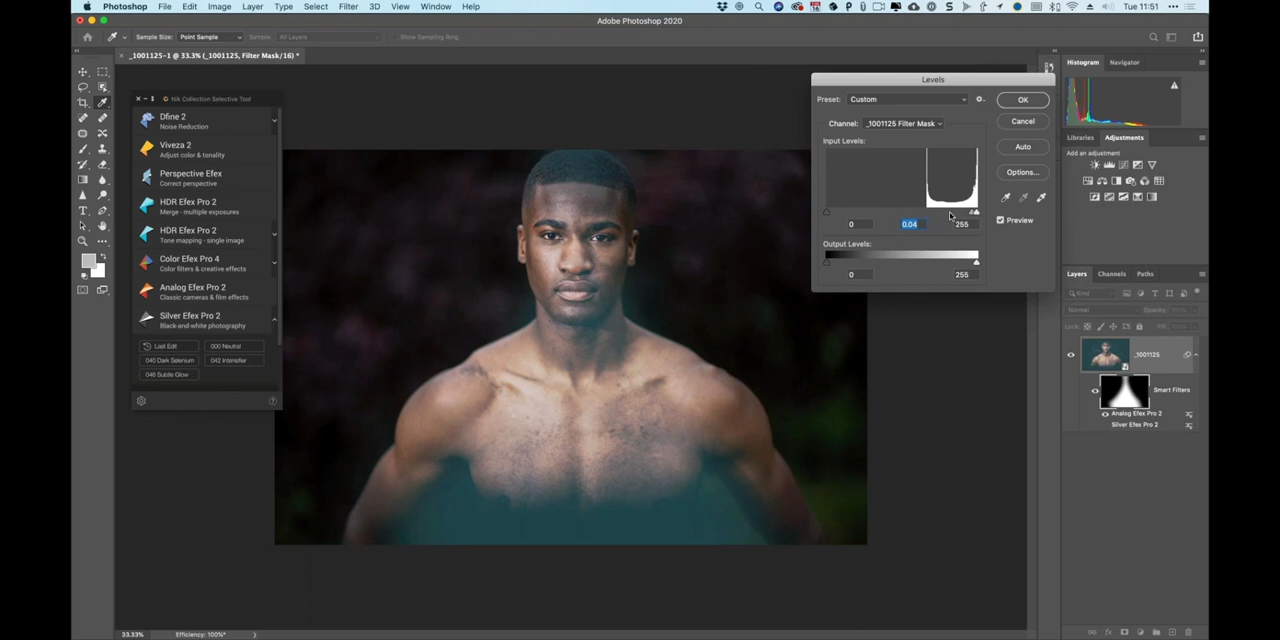 Photoshop File Edit Image Layer Type Select Filter 3D View Window Help
Tue 11:51
Adobe Photoshop 2020
Sample Size: Point Sample Sample: All Layers Show Sampling Ring
_1001125-1 @ 33.3% (_1001125, Filter Mask/16) *
Nik Collection Selective Tool
Dfine 2
Noise Reduction
Viveza 2
Adjust color & tonality
Perspective Efex
Correct perspective
HDR Efex Pro 2
Merge - multiple exposures
HDR Efex Pro 2
Tone mapping - single image
Color Efex Pro 4
Color filters & creative effects
Analog Efex Pro 2
Classic cameras & film effects
Silver Efex Pro 2
Black-and-white photography
Last Edit 000 Neutral
040 Dark Selenium 042 Intensifier
046 Subtle Glow
Levels
Preset: Custom
OK
Channel: _1001125 Filter Mask
Cancel
Input Levels:
Auto
Options...
Preview
0 0.04 255
Output Levels:
0 255
Histogram Navigator
Libraries Adjustments
Add an adjustment
Layers Channels Paths
Kind
Normal Opacity: 100%
Lock: Fill: 100%
_1001125
Smart Filters
Analog Efex Pro 2
Silver Efex Pro 2
33.33% Efficiency: 100%*